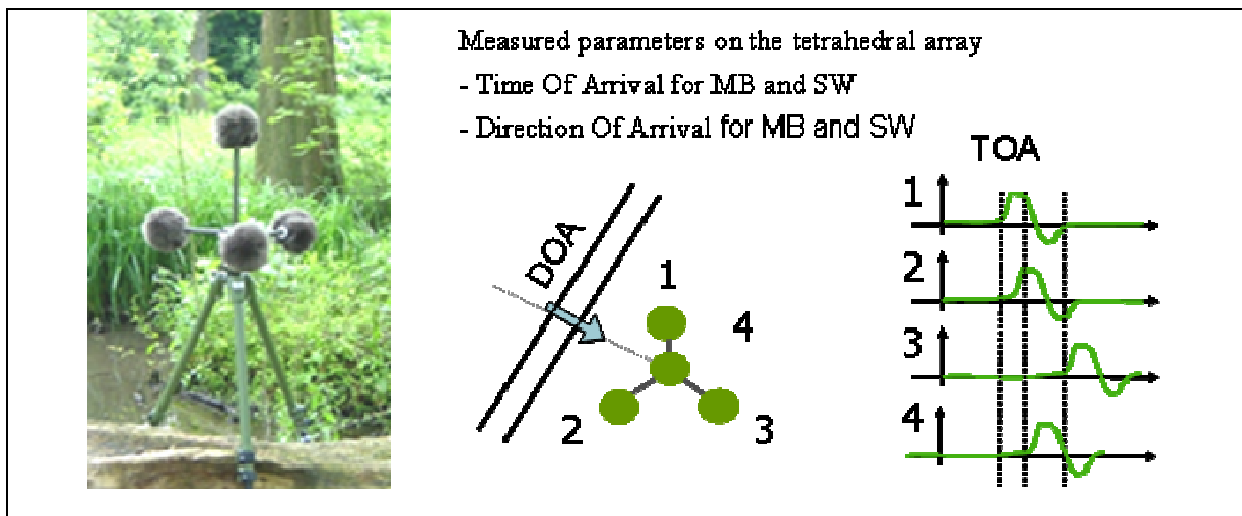 Measured parameters on the tetrahedral array
- Time Of Arrival for MB and SW
- Direction Of Arrival for MB and SW
TOA
DOA
1
4
2
3
1
2
3
4